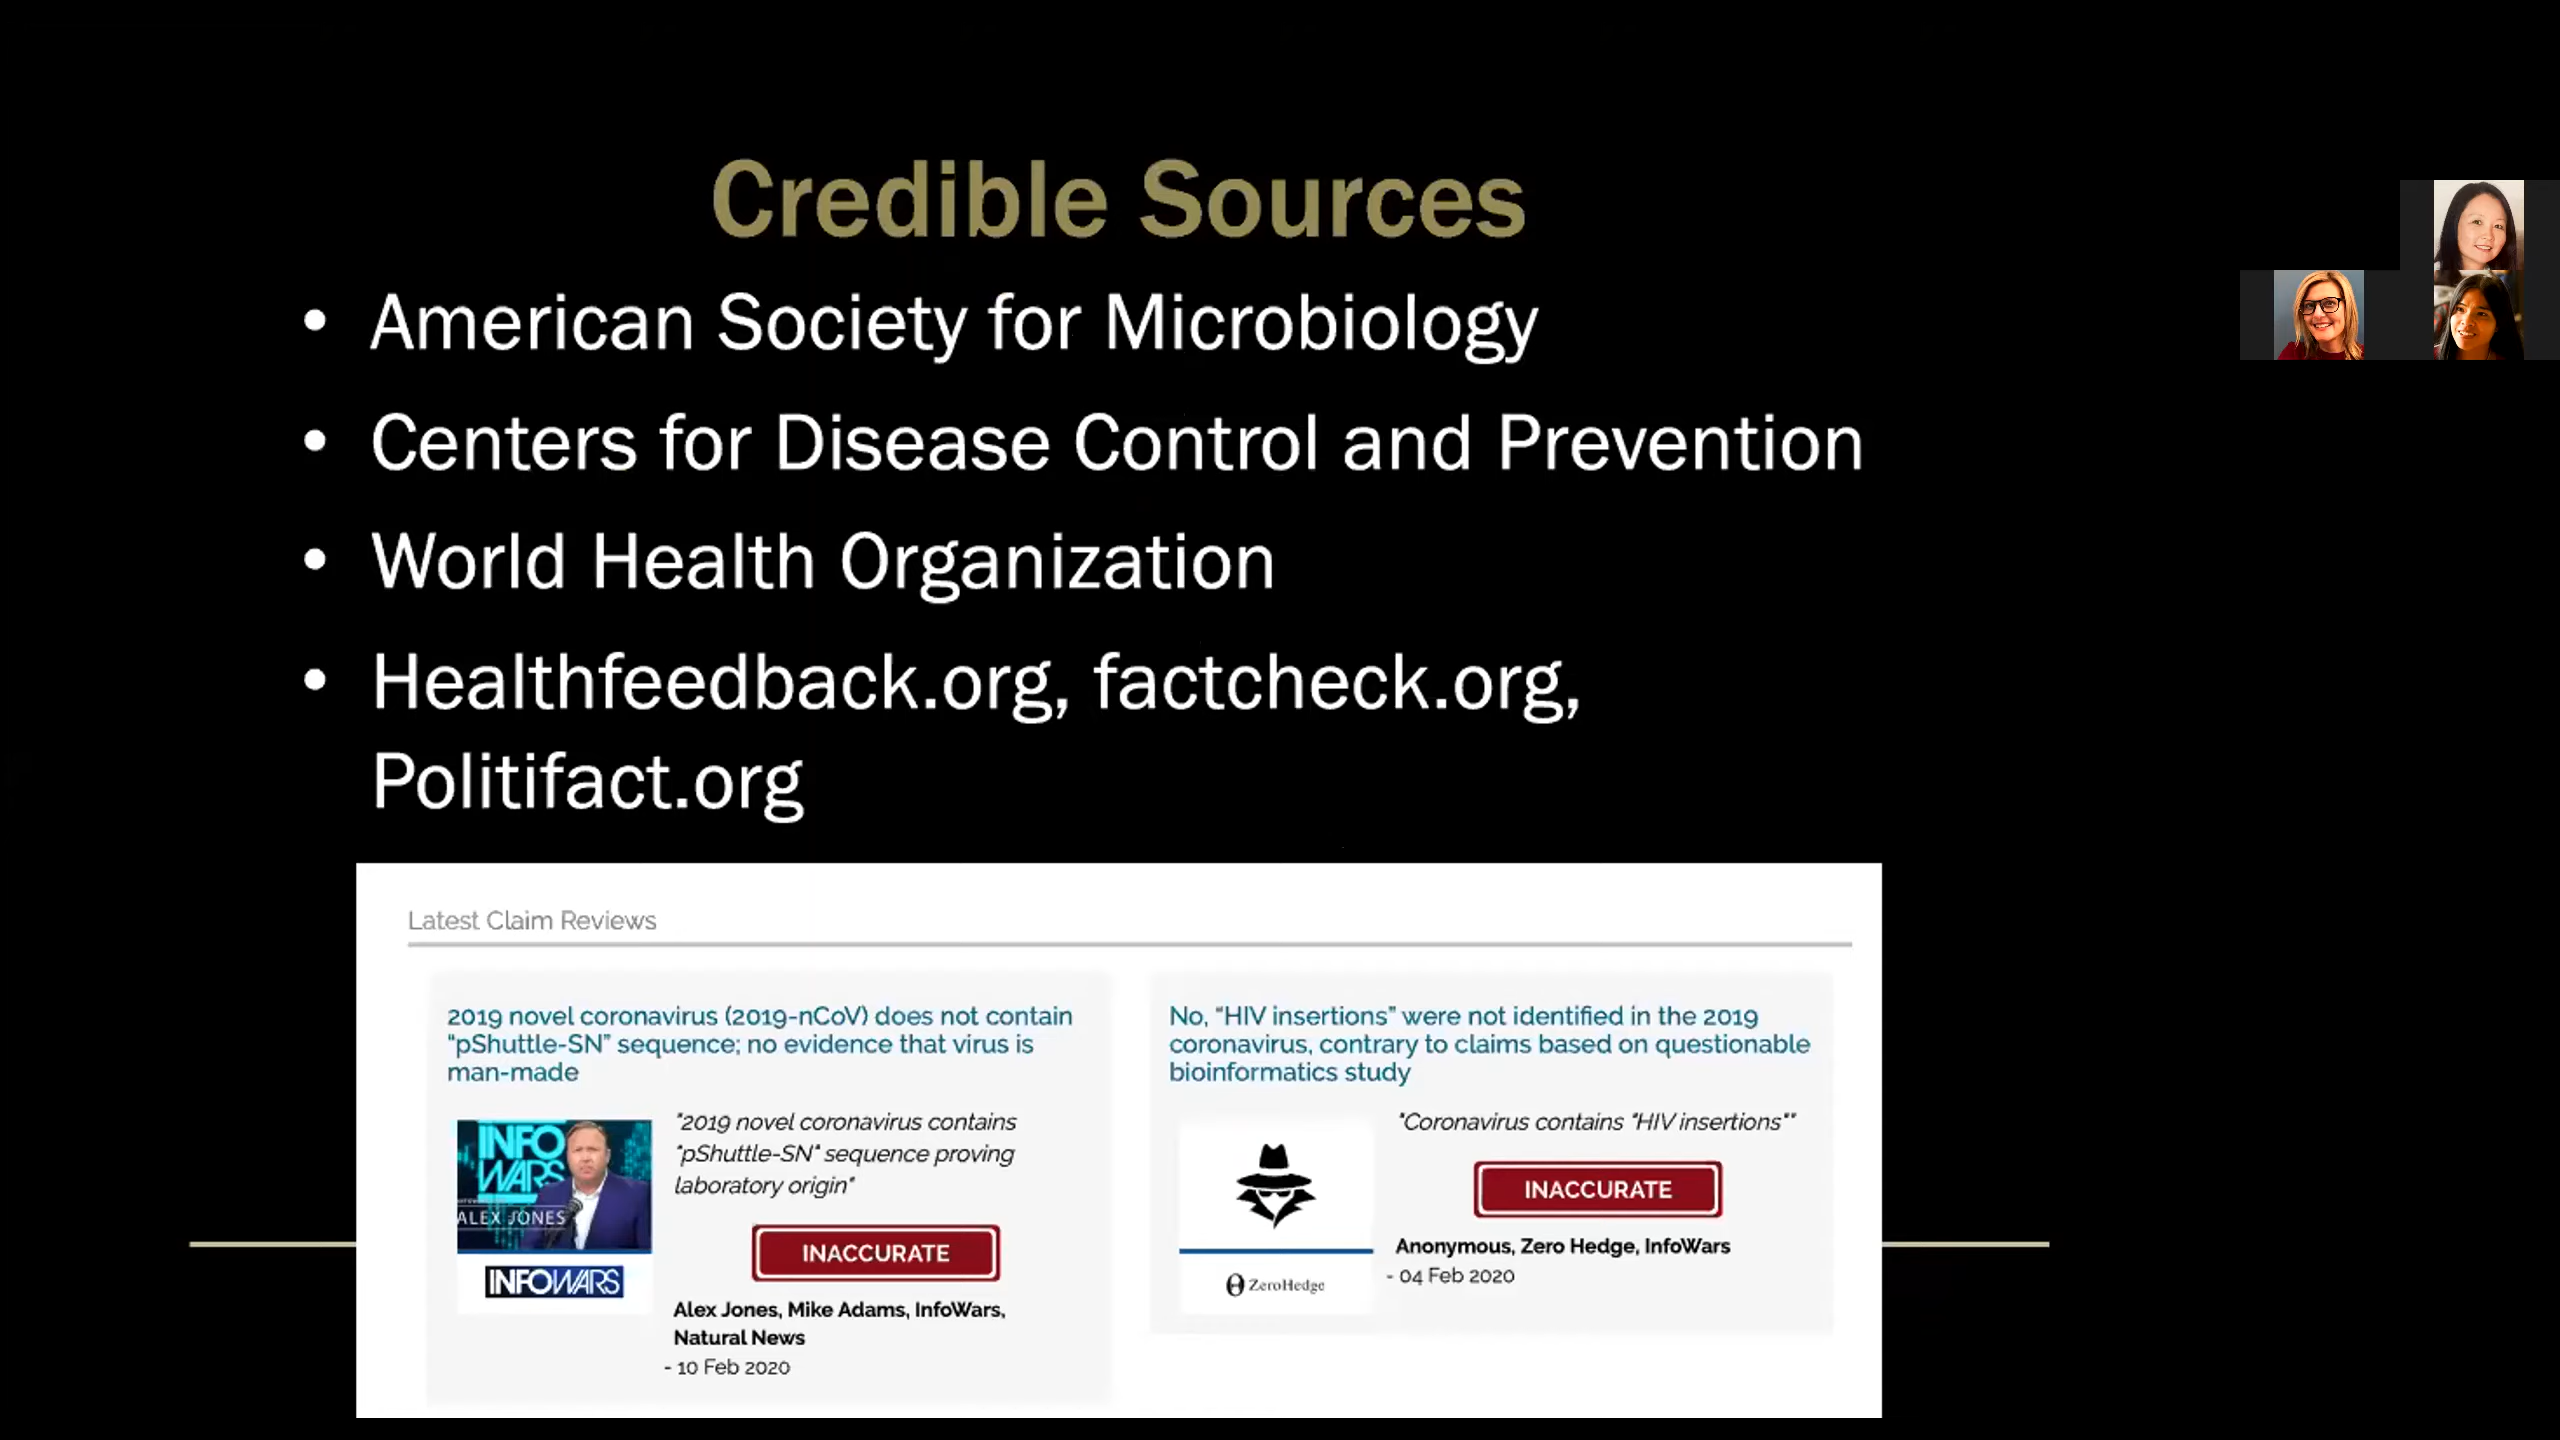 Credible Sources
• American Society for Microbiology
• Centers for Disease Control and Prevention
• World Health Organization
• Healthfeedback.org, factcheck.org,
Politifact.org
Latest Claim Reviews
2019 novel coronavirus (2019-nCoV) does not contain
“pShuttle-SN” sequence; no evidence that virus is
man-made
INFO
WARS
ALEX JONES
INFOWARS
"2019 novel coronavirus contains
"pShuttle-SN" sequence proving
laboratory origin"
INACCURATE
Alex Jones, Mike Adams, InfoWars,
Natural News
- 10 Feb 2020
No, “HIV insertions” were not identified in the 2019
coronavirus, contrary to claims based on questionable
bioinformatics study
ZeroHedge
"Coronavirus contains "HIV insertions""
INACCURATE
Anonymous, Zero Hedge, InfoWars
- 04 Feb 2020